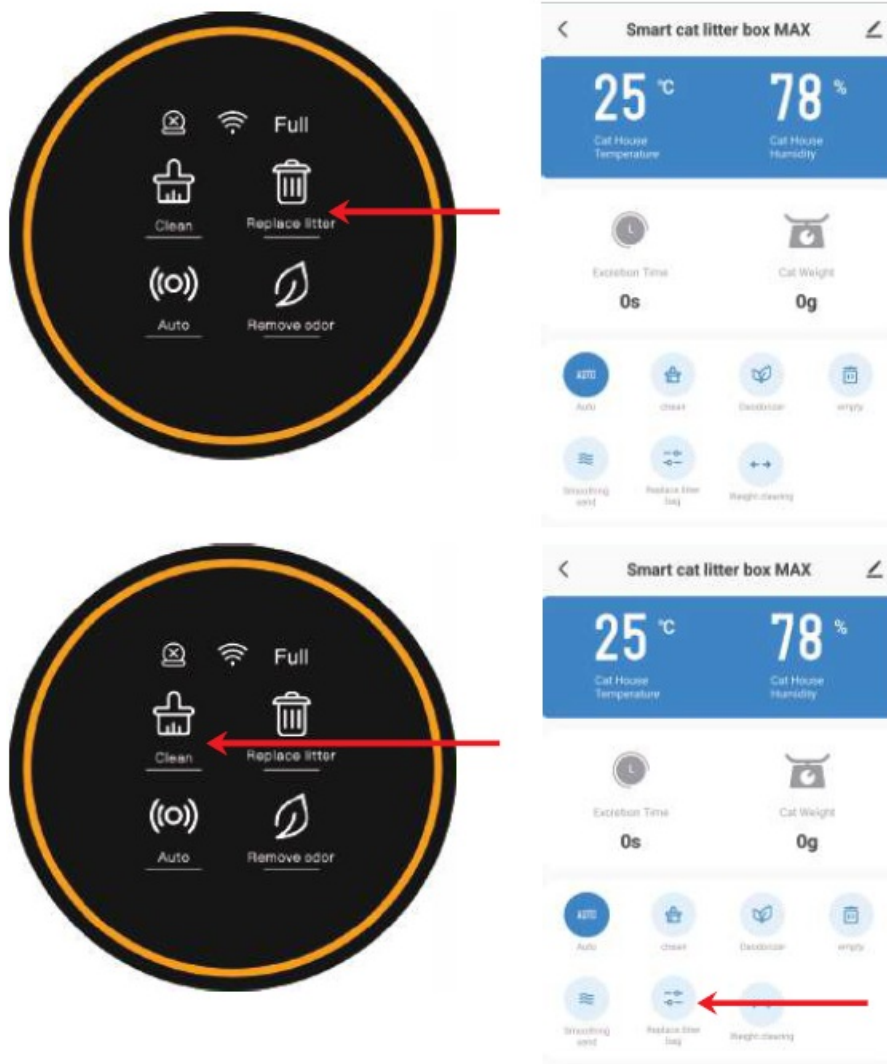 Full
Clean
Replace litter
Auto
Remove odor
Smart cat litter box MAX
25 °C
78 %
Cat House
Temperature
Cat House
Humidity
Excretion Time
Cat Weight
0s
0g
AUTO
Auto
clean
Deodorizer
empty
Smoothing
sand
Replace litter
bag
Weight clearing
Full
Clean
Replace litter
Auto
Remove odor
Smart cat litter box MAX
25 °C
78 %
Cat House
Temperature
Cat House
Humidity
Excretion Time
Cat Weight
0s
0g
AUTO
Auto
clean
Deodorizer
empty
Smoothing
sand
Replace litter
bag
Weight clearing